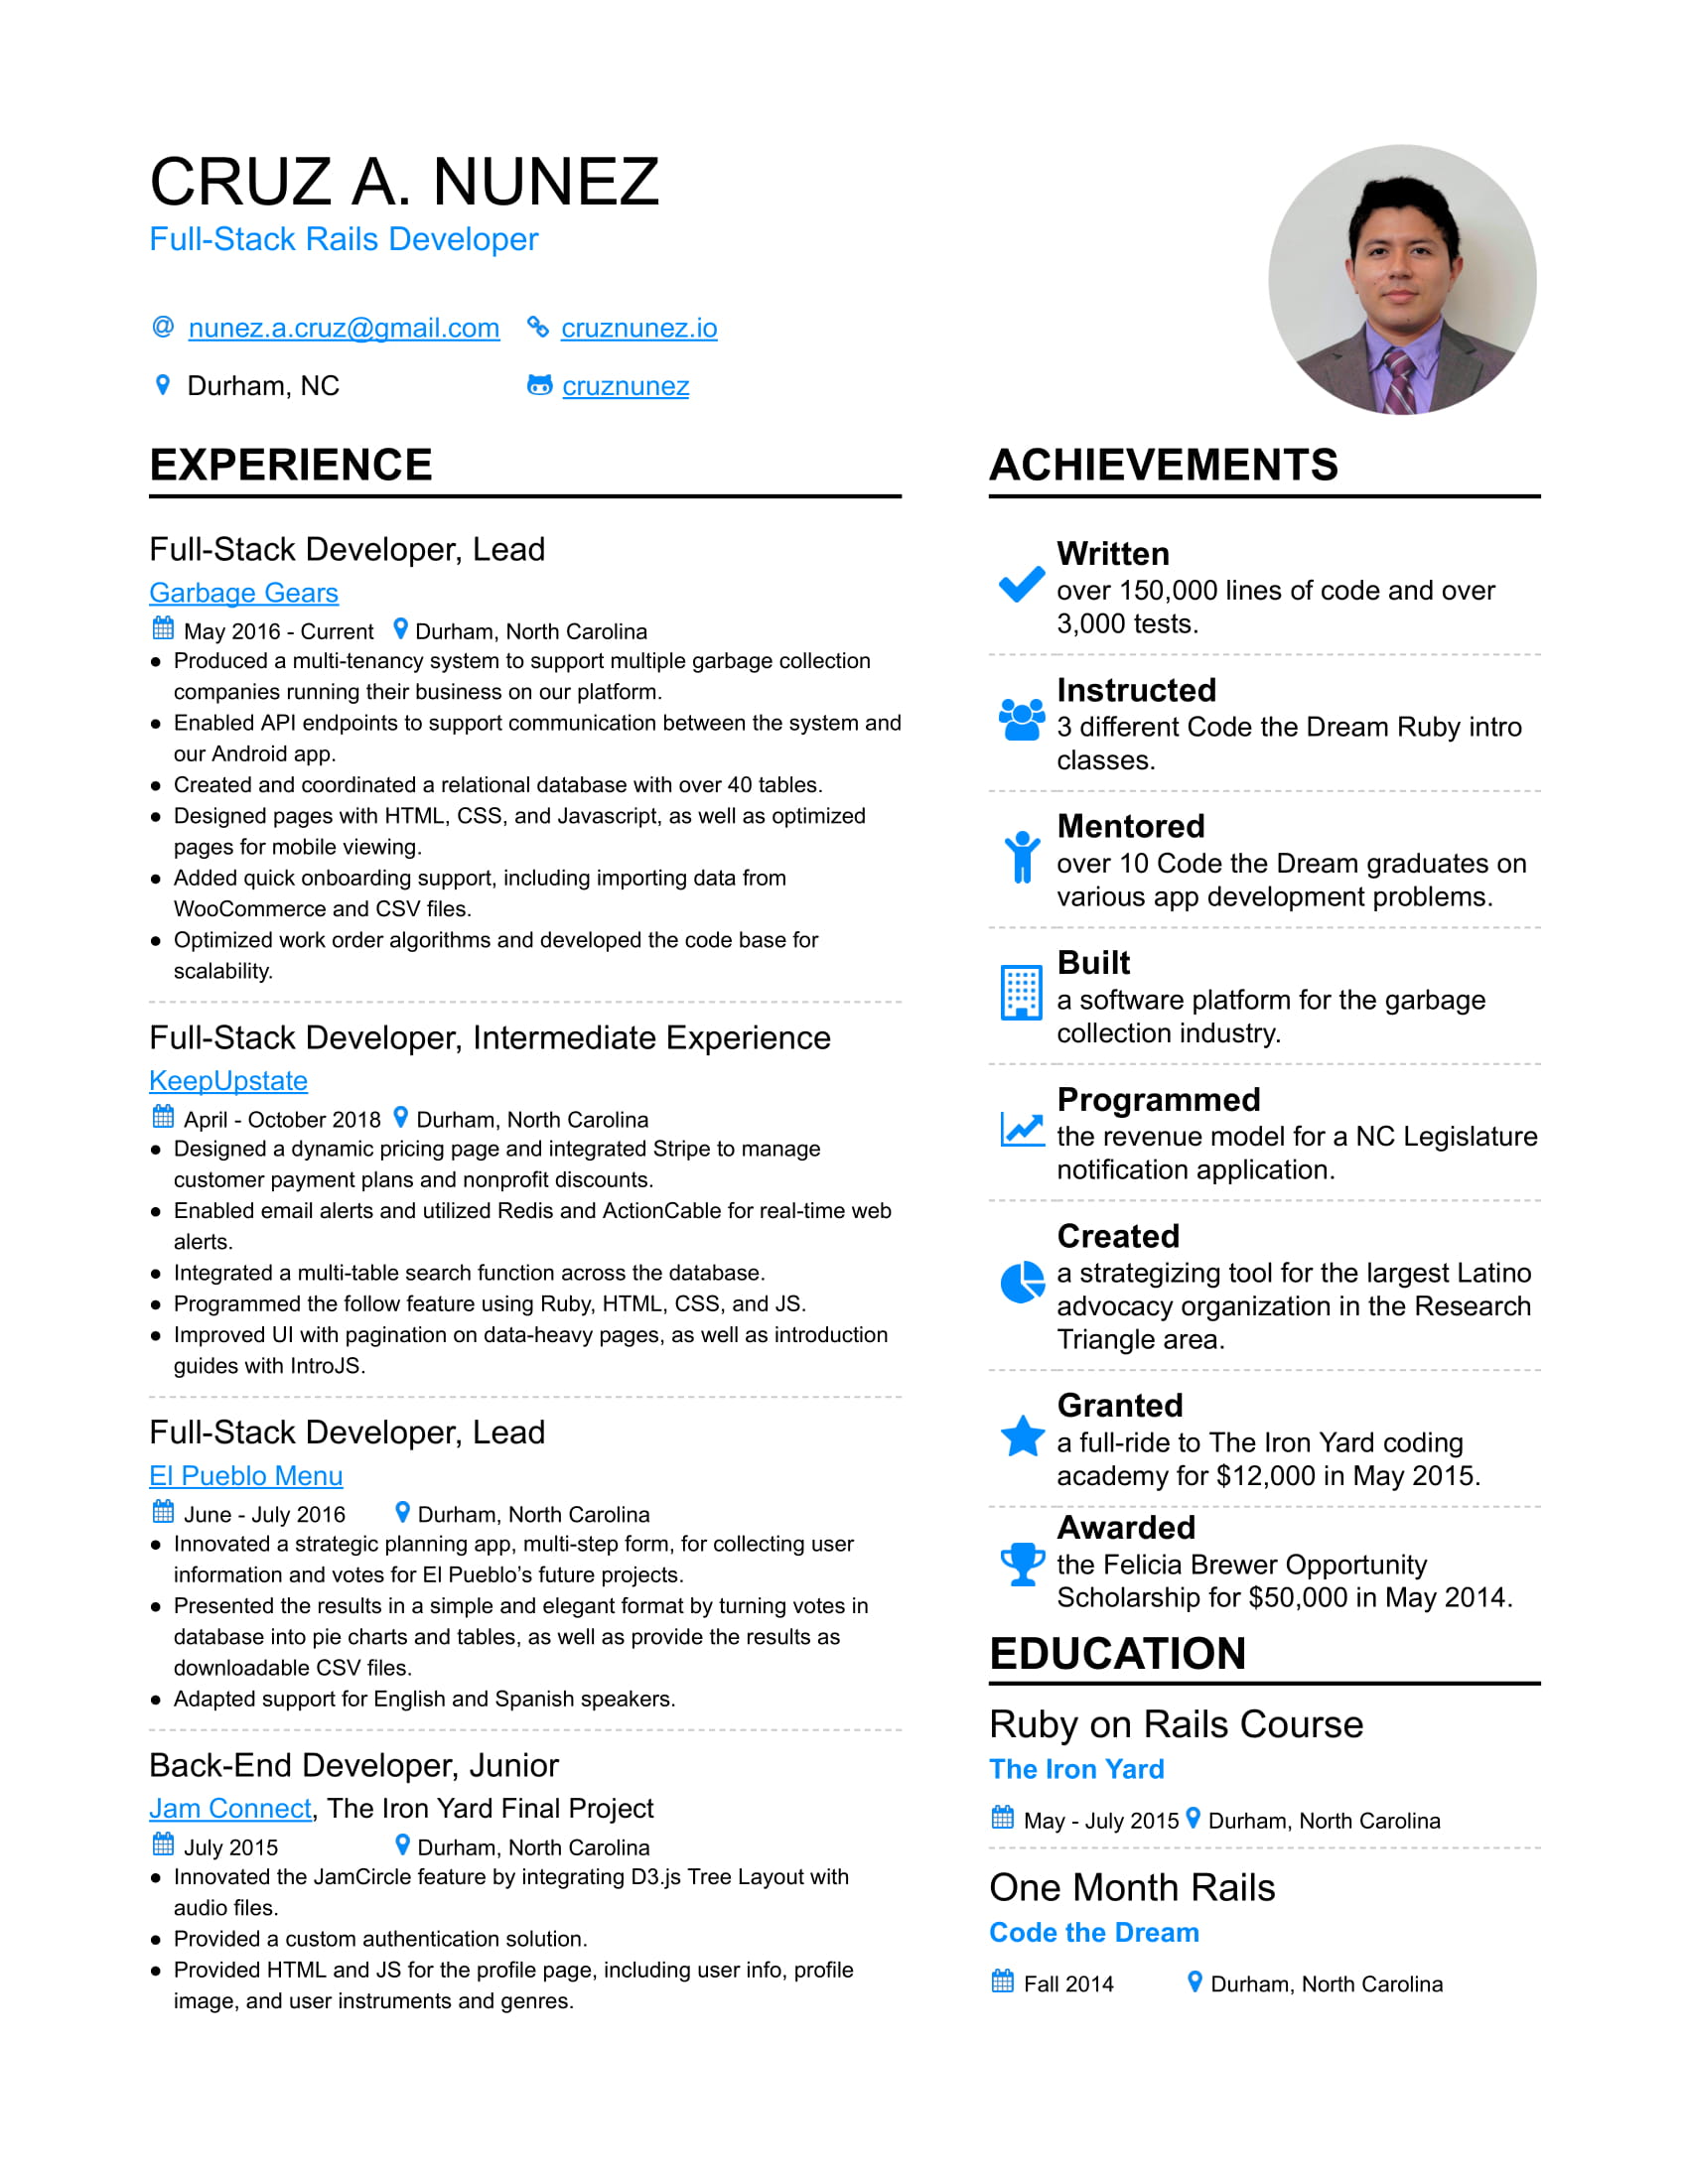 CRUZ A. NUNEZ
Full-Stack Rails Developer
nunez.a.cruz@gmail.com cruznunez.io
Durham, NC cruznunez
EXPERIENCE
Full-Stack Developer, Lead
Garbage Gears
May 2016 - Current Durham, North Carolina
● Produced a multi-tenancy system to support multiple garbage collection
companies running their business on our platform.
● Enabled API endpoints to support communication between the system and
our Android app.
● Created and coordinated a relational database with over 40 tables.
● Designed pages with HTML, CSS, and Javascript, as well as optimized
pages for mobile viewing.
● Added quick onboarding support, including importing data from
WooCommerce and CSV files.
● Optimized work order algorithms and developed the code base for
scalability.
Full-Stack Developer, Intermediate Experience
KeepUpstate
April - October 2018 Durham, North Carolina
● Designed a dynamic pricing page and integrated Stripe to manage
customer payment plans and nonprofit discounts.
● Enabled email alerts and utilized Redis and ActionCable for real-time web
alerts.
● Integrated a multi-table search function across the database.
● Programmed the follow feature using Ruby, HTML, CSS, and JS.
● Improved UI with pagination on data-heavy pages, as well as introduction
guides with IntroJS.
Full-Stack Developer, Lead
El Pueblo Menu
June - July 2016 Durham, North Carolina
● Innovated a strategic planning app, multi-step form, for collecting user
information and votes for El Pueblo’s future projects.
● Presented the results in a simple and elegant format by turning votes in
database into pie charts and tables, as well as provide the results as
downloadable CSV files.
● Adapted support for English and Spanish speakers.
Back-End Developer, Junior
Jam Connect, The Iron Yard Final Project
July 2015 Durham, North Carolina
● Innovated the JamCircle feature by integrating D3.js Tree Layout with
audio files.
● Provided a custom authentication solution.
● Provided HTML and JS for the profile page, including user info, profile
image, and user instruments and genres.
ACHIEVEMENTS
Written
over 150,000 lines of code and over
3,000 tests.
Instructed
3 different Code the Dream Ruby intro
classes.
Mentored
over 10 Code the Dream graduates on
various app development problems.
Built
a software platform for the garbage
collection industry.
Programmed
the revenue model for a NC Legislature
notification application.
Created
a strategizing tool for the largest Latino
advocacy organization in the Research
Triangle area.
Granted
a full-ride to The Iron Yard coding
academy for $12,000 in May 2015.
Awarded
the Felicia Brewer Opportunity
Scholarship for $50,000 in May 2014.
EDUCATION
Ruby on Rails Course
The Iron Yard
May - July 2015 Durham, North Carolina
One Month Rails
Code the Dream
Fall 2014 Durham, North Carolina